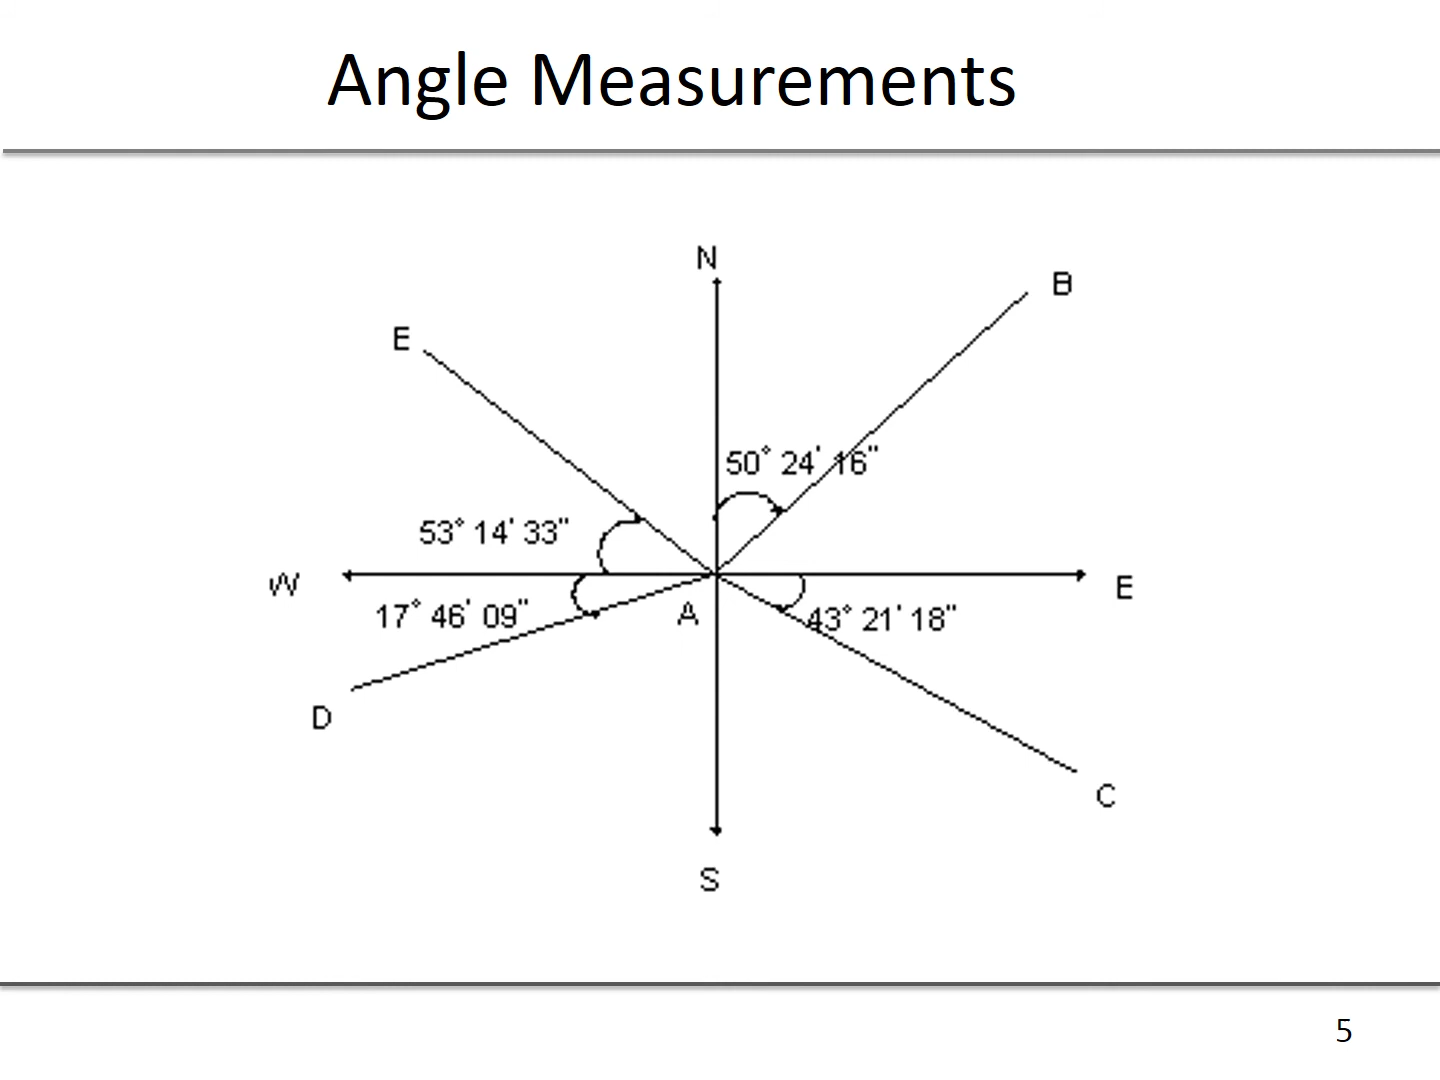 Angle Measurements
N
B
E
50° 24' 16"
53° 14' 33"
W
E
A
17° 46' 09"
43° 21' 18"
D
C
S
5